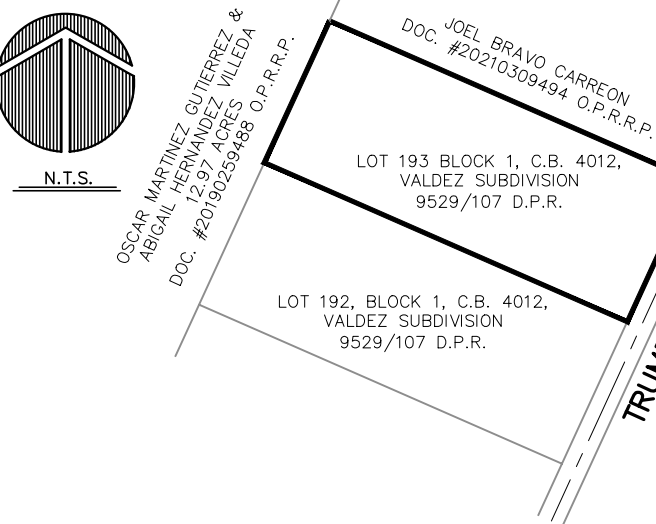 N.T.S.
OSCAR MARTINEZ GUTIERREZ &
ABIGAIL HERNANDEZ VILLEDA
12.97 ACRES
DOC. #20190259488 O.P.R.R.P.
JOEL BRAVO CARREON
DOC. #20210309494 O.P.R.R.P.
LOT 193 BLOCK 1, C.B. 4012,
VALDEZ SUBDIVISION
9529/107 D.P.R.
LOT 192, BLOCK 1, C.B. 4012,
VALDEZ SUBDIVISION
9529/107 D.P.R.